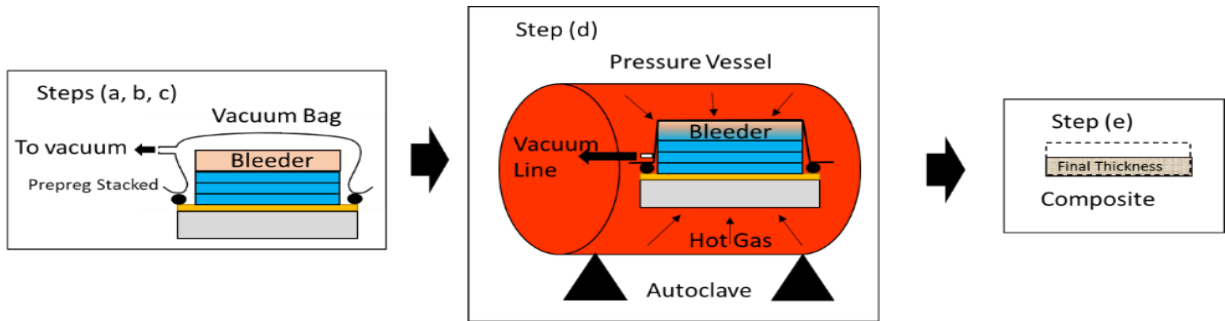 Steps (a, b, c)
Vacuum Bag
To vacuum
Bleeder
Prepreg Stacked
Step (d)
Pressure Vessel
Bleeder
Vacuum
Line
Hot Gas
Autoclave
Step (e)
Final Thickness
Composite